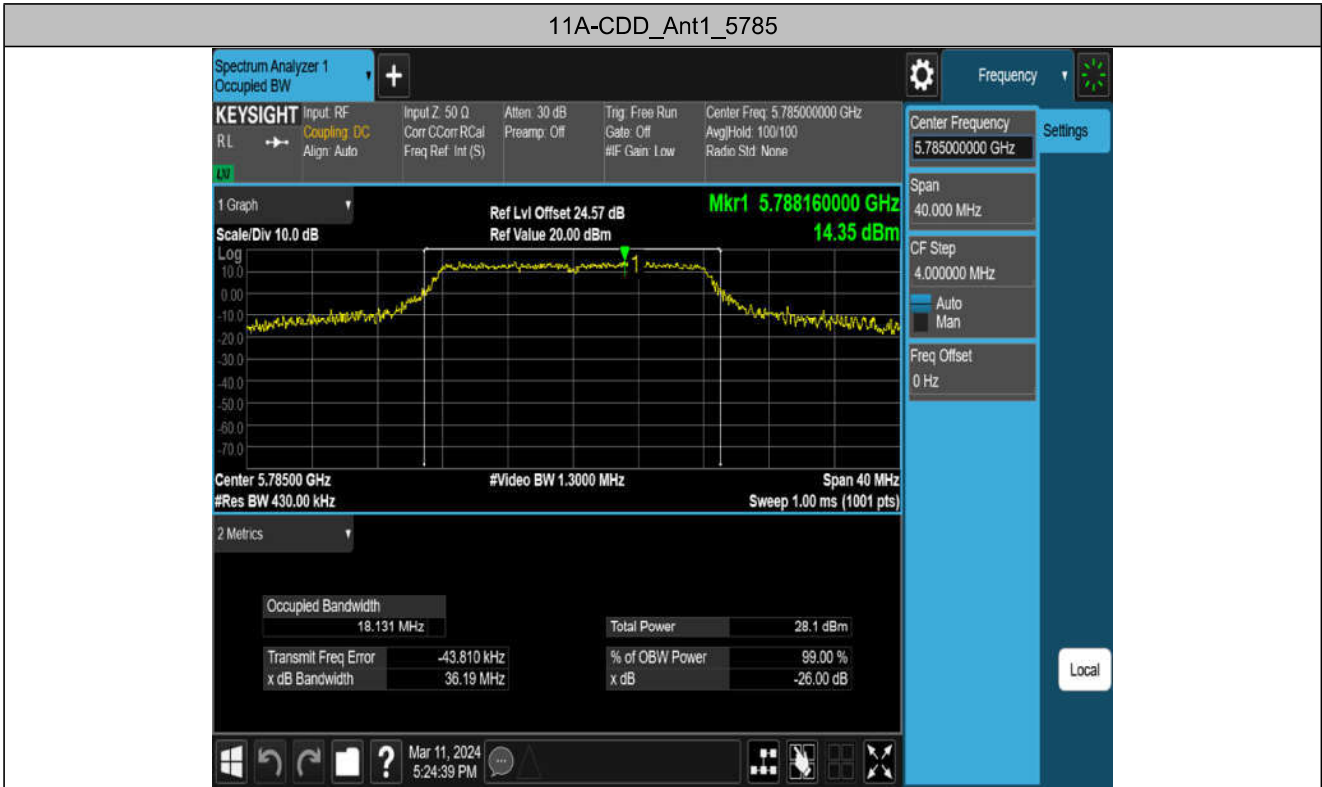 11A-CDD_Ant1_5785
Spectrum Analyzer 1
Occupied BW
+
Frequency
KEYSIGHT
RL
LXI
Input: RF
Coupling: DC
Align: Auto
Input Z: 50 Ω
Corr CCorr RCal
Freq Ref: Int (S)
Atten: 30 dB
Preamp: Off
Trig: Free Run
Gate: Off
#IF Gain: Low
Center Freq: 5.785000000 GHz
Avg|Hold: 100/100
Radio Std: None
Center Frequency
5.785000000 GHz
Settings
Span
40.000 MHz
CF Step
4.000000 MHz
Auto
Man
Freq Offset
0 Hz
Local
1 Graph
Scale/Div 10.0 dB
Ref Lvl Offset 24.57 dB
Ref Value 20.00 dBm
Mkr1 5.788160000 GHz
14.35 dBm
Log
10.0
0.00
-10.0
-20.0
-30.0
-40.0
-50.0
-60.0
-70.0
1
Center 5.78500 GHz
#Res BW 430.00 kHz
#Video BW 1.3000 MHz
Span 40 MHz
Sweep 1.00 ms (1001 pts)
2 Metrics
Occupied Bandwidth
18.131 MHz
Total Power 28.1 dBm
Transmit Freq Error -43.810 kHz
% of OBW Power 99.00 %
x dB Bandwidth 36.19 MHz
x dB -26.00 dB
?
Mar 11, 2024
5:24:39 PM